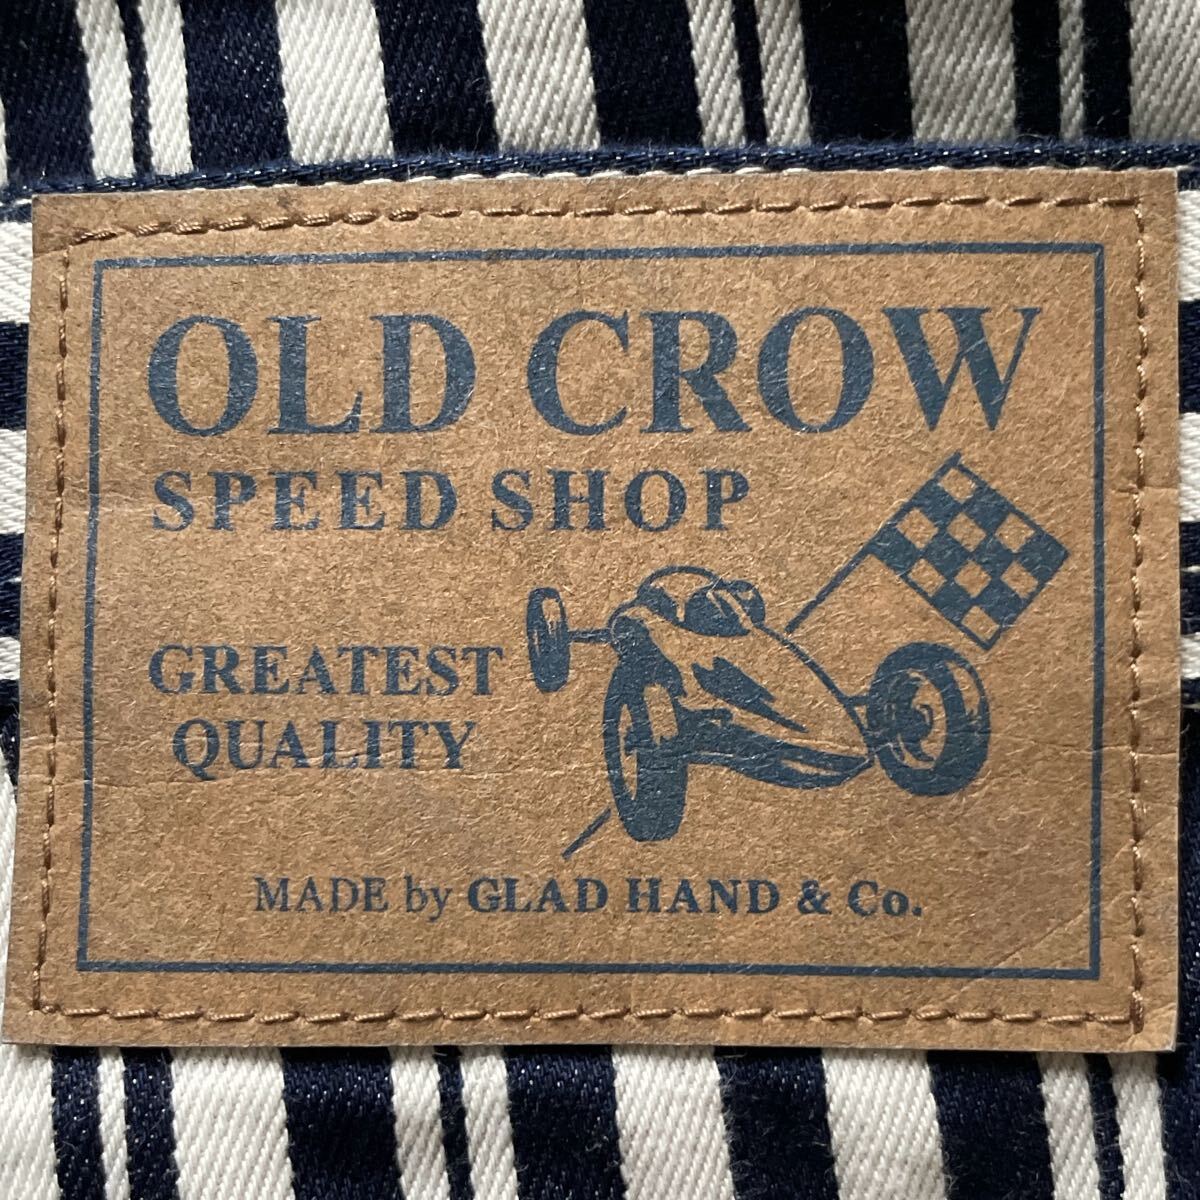 OLD CROW
SPEED SHOP
GREATEST
QUALITY
MADE by GLAD HAND & Co.